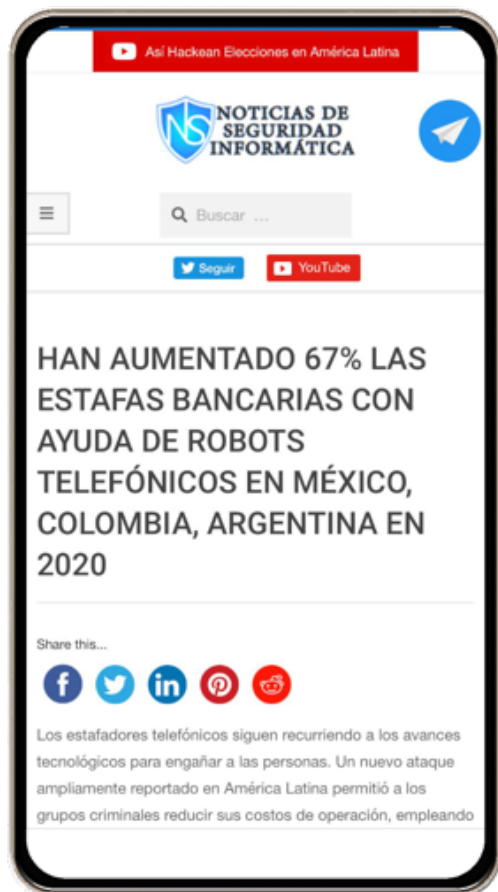 Así Hackean Elecciones en América Latina
NS
NOTICIAS DE
SEGURIDAD
INFORMÁTICA
Buscar ...
Seguir
YouTube
HAN AUMENTADO 67% LAS
ESTAFAS BANCARIAS CON
AYUDA DE ROBOTS
TELEFÓNICOS EN MÉXICO,
COLOMBIA, ARGENTINA EN
2020
Share this...
Los estafadores telefónicos siguen recurriendo a los avances
tecnológicos para engañar a las personas. Un nuevo ataque
ampliamente reportado en América Latina permitió a los
grupos criminales reducir sus costos de operación, empleando